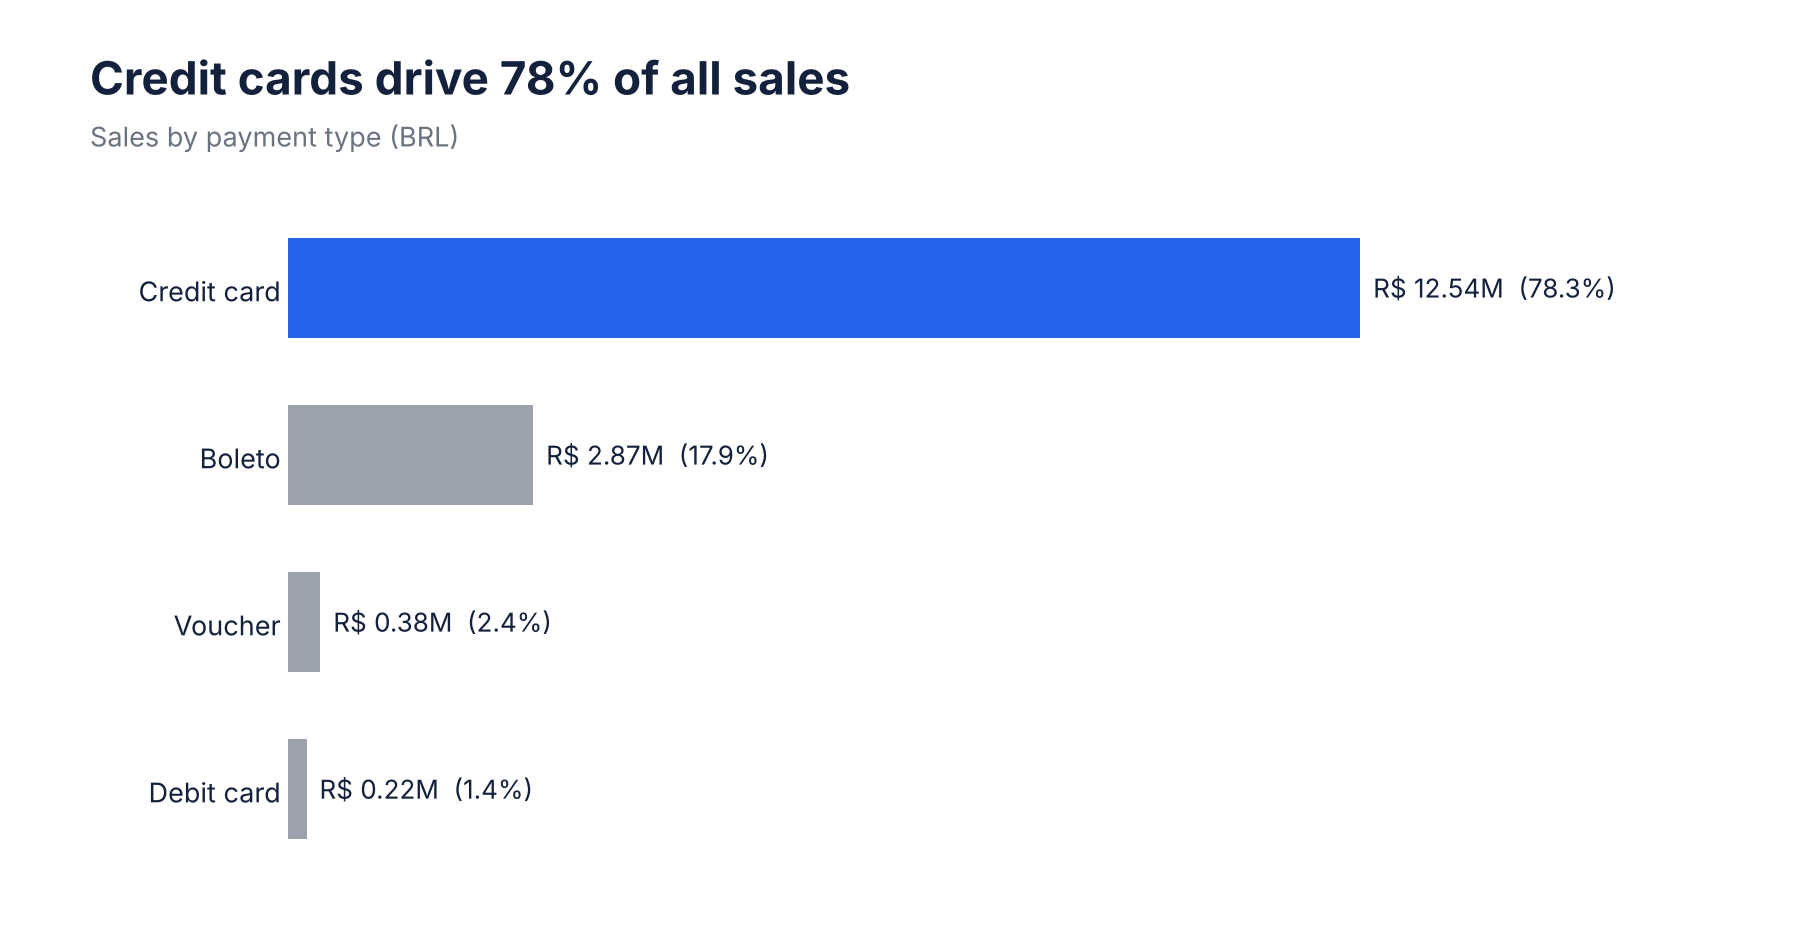 Credit cards drive 78% of all sales
Sales by payment type (BRL)
Credit card R$ 12.54M (78.3%)
Boleto R$ 2.87M (17.9%)
Voucher R$ 0.38M (2.4%)
Debit card R$ 0.22M (1.4%)